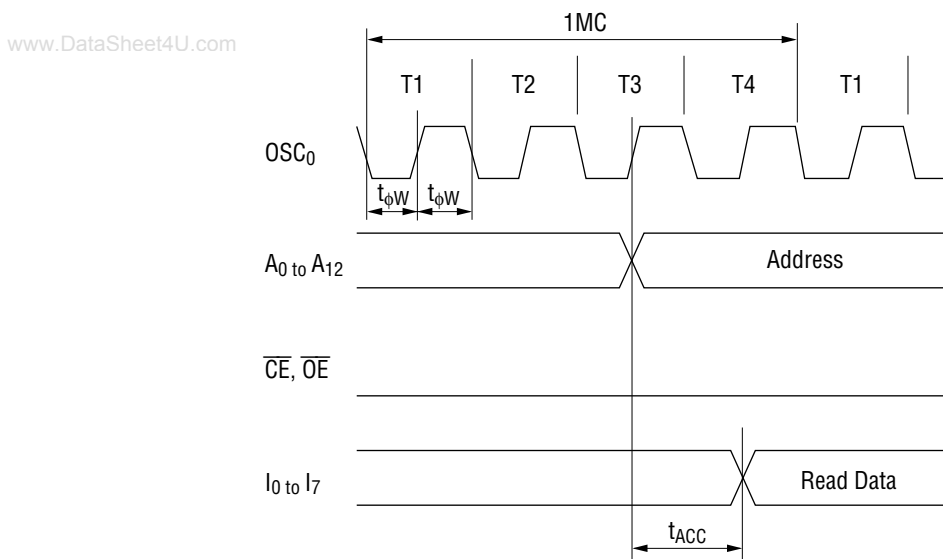 www.DataSheet4U.com
1MC
T1 T2 T3 T4 T1
OSC0
tφW tφW
A0 to A12 Address
CE, OE
I0 to I7 Read Data
tACC